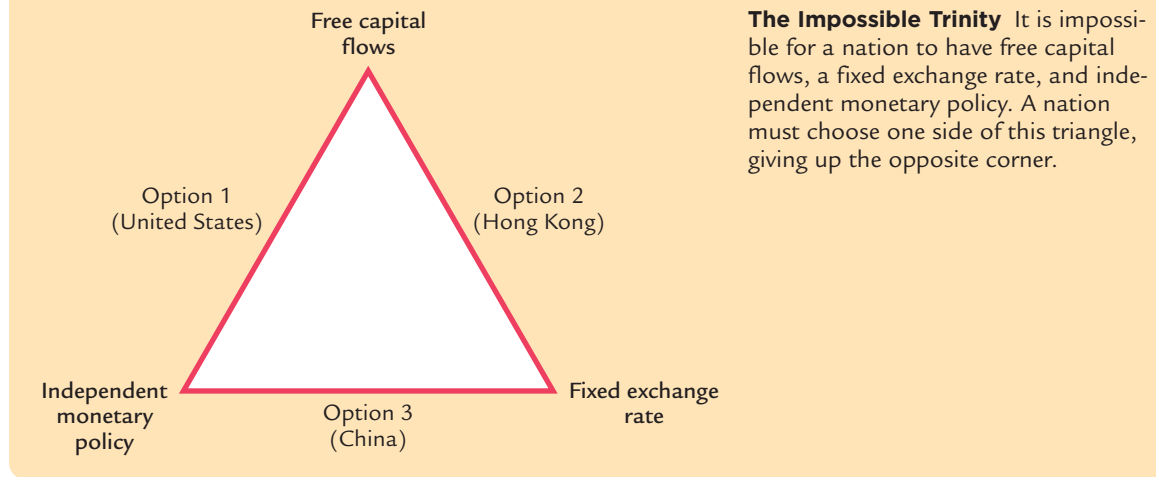 Free capital
flows
Option 1
(United States)
Option 2
(Hong Kong)
Independent
monetary
policy
Option 3
(China)
Fixed exchange
rate
The Impossible Trinity It is impossi-
ble for a nation to have free capital
flows, a fixed exchange rate, and inde-
pendent monetary policy. A nation
must choose one side of this triangle,
giving up the opposite corner.